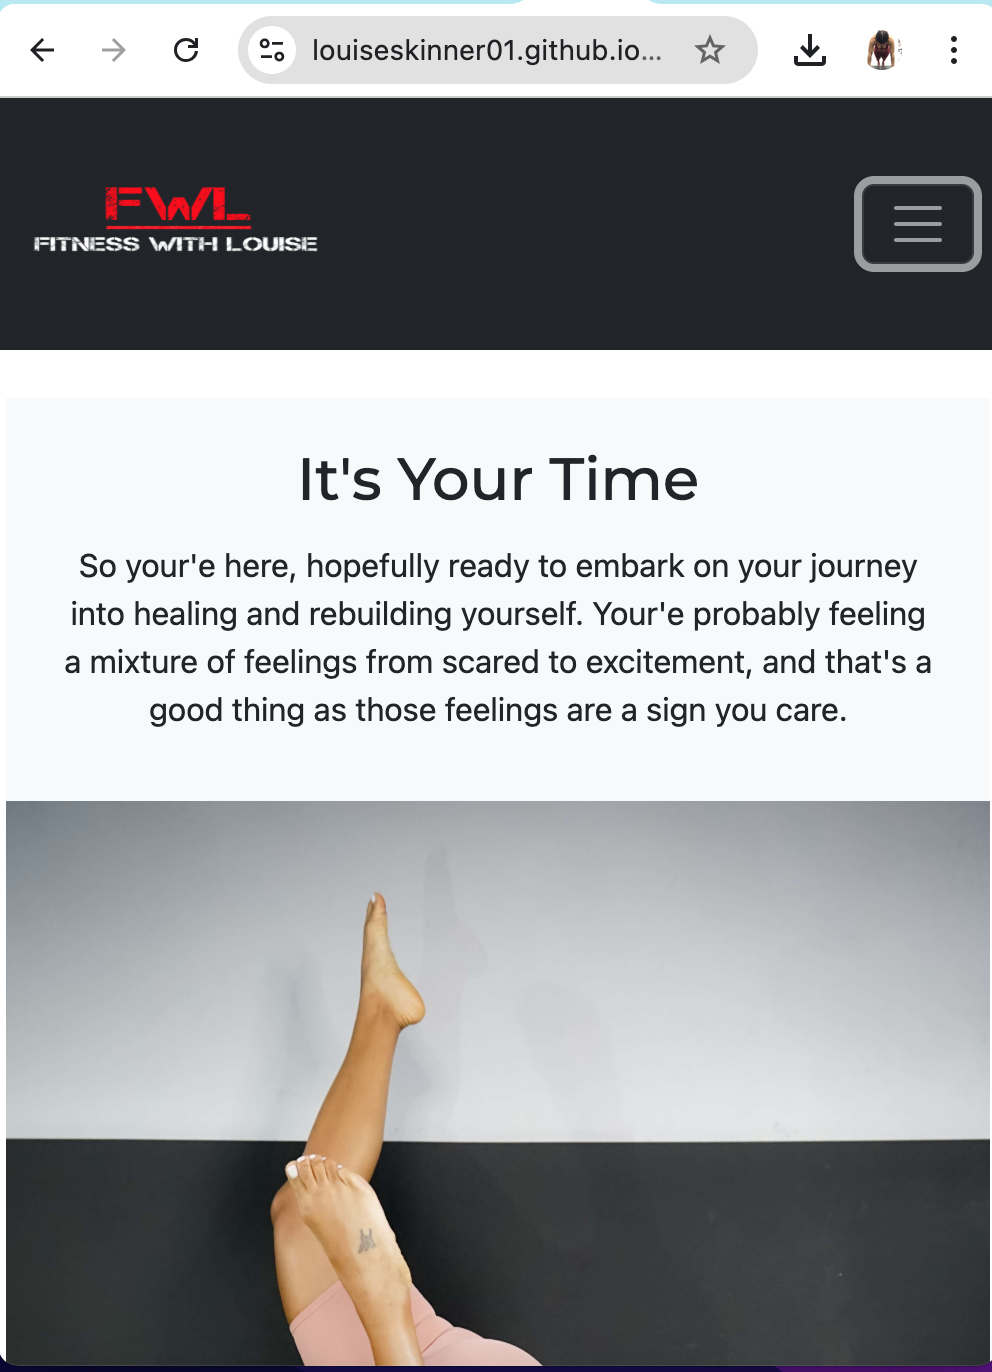 louiseskinner01.github.io...
FWL
FITNESS WITH LOUISE
It's Your Time
So your'e here, hopefully ready to embark on your journey
into healing and rebuilding yourself. Your'e probably feeling
a mixture of feelings from scared to excitement, and that's a
good thing as those feelings are a sign you care.